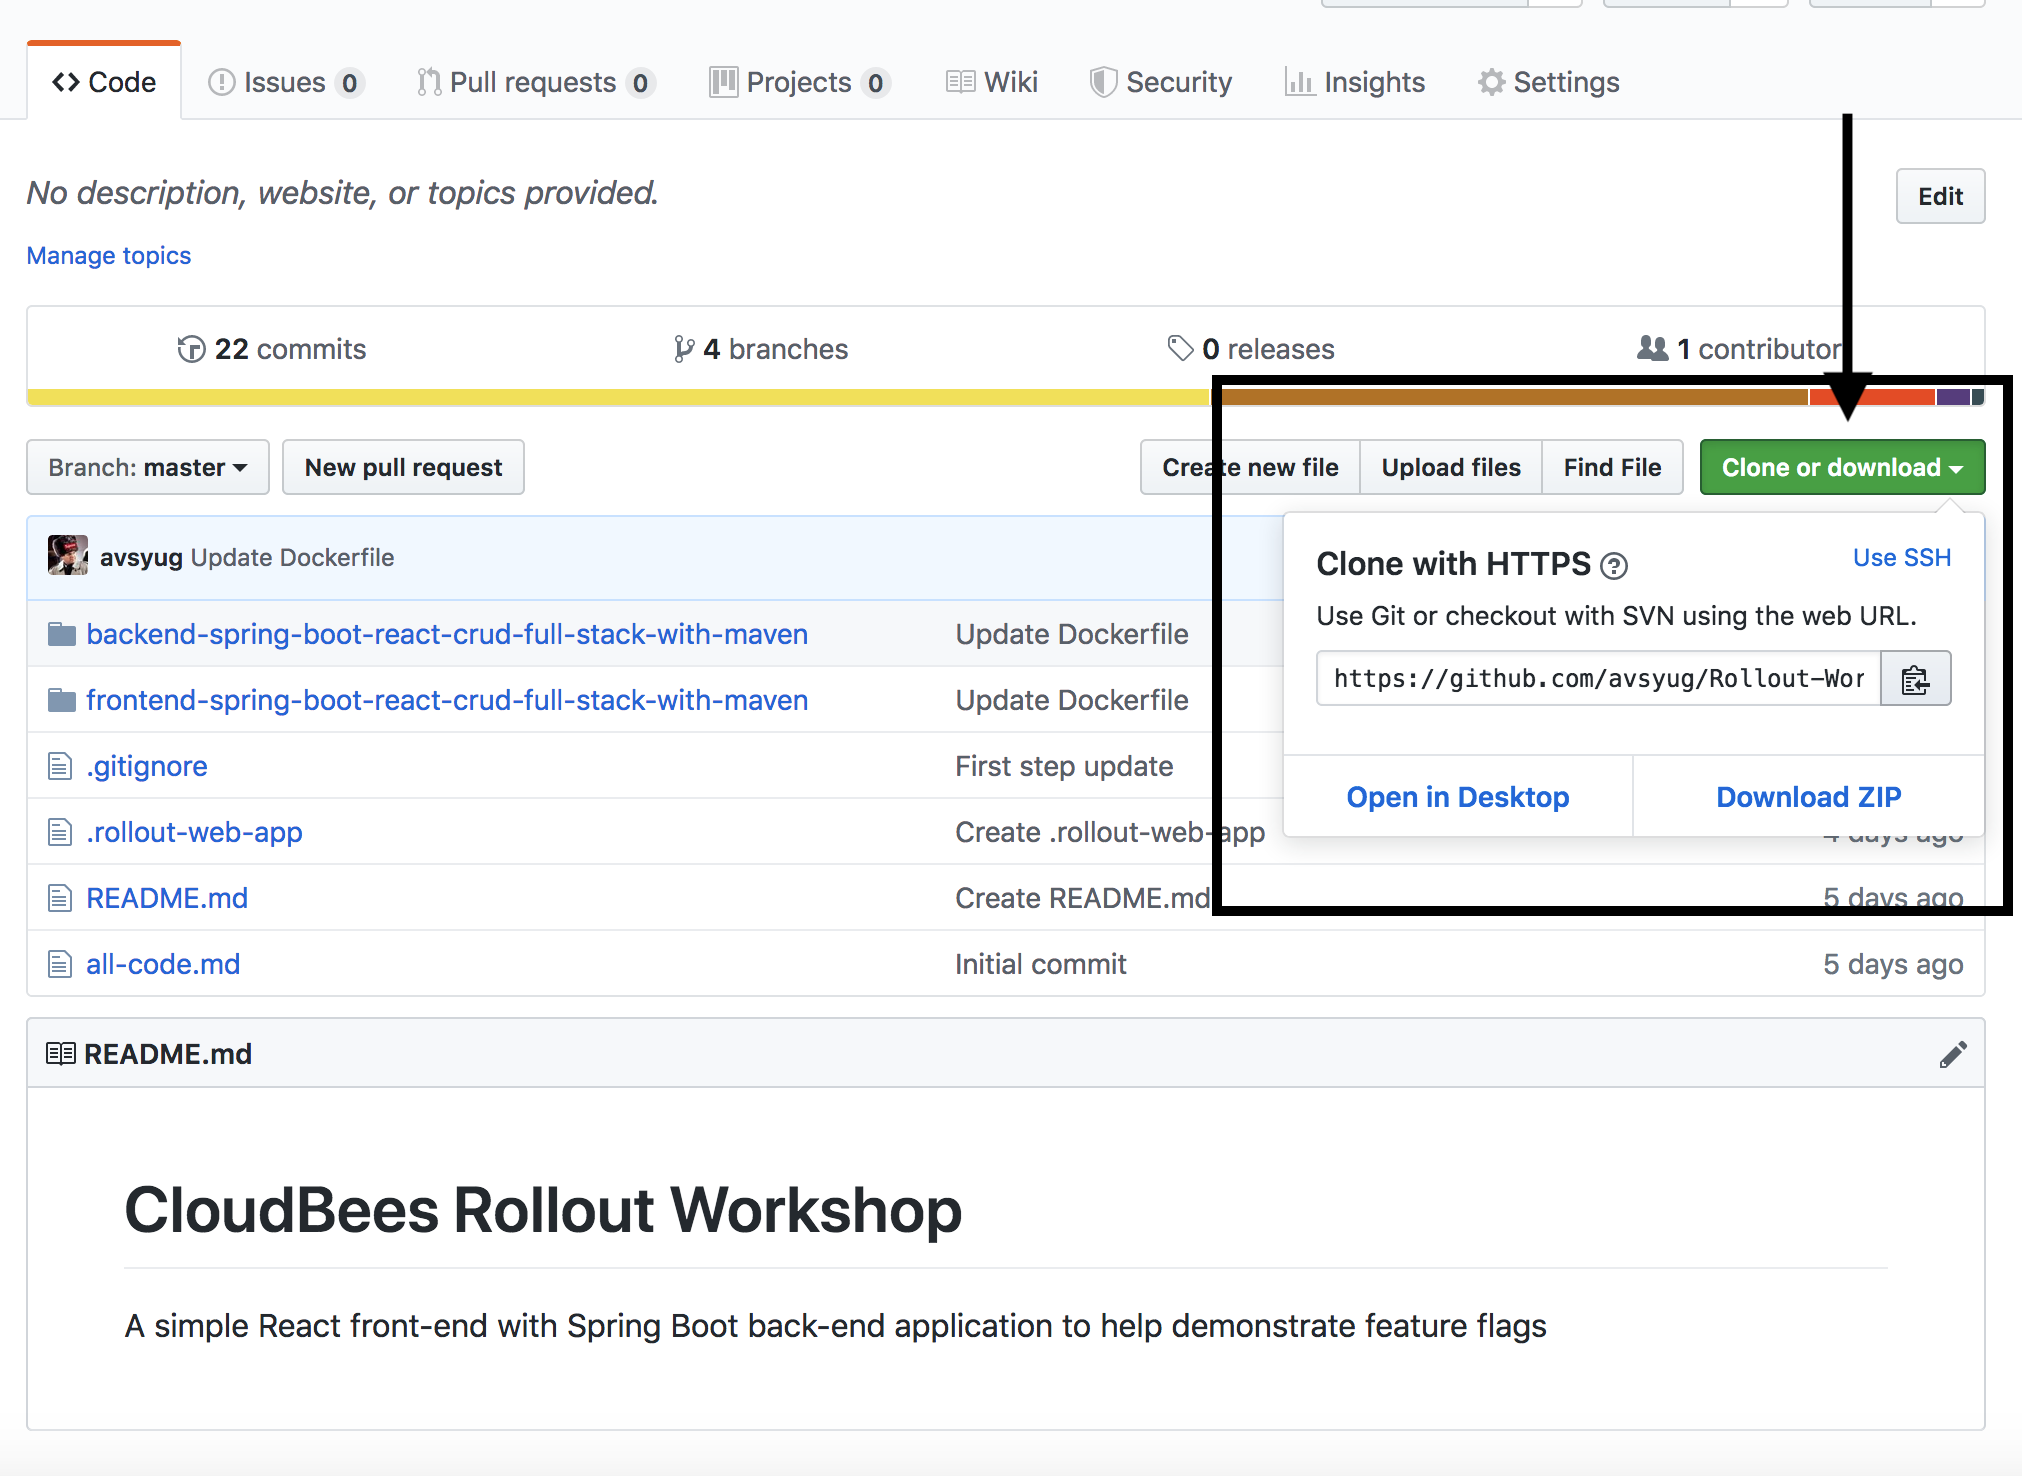 Code Issues 0 Pull requests 0 Projects 0 Wiki Security Insights Settings
No description, website, or topics provided.
Edit
Manage topics
22 commits 4 branches 0 releases 1 contributor
Branch: master New pull request Create new file Upload files Find File Clone or download
avsyug Update Dockerfile
Clone with HTTPS ? Use SSH
Use Git or checkout with SVN using the web URL.
https://github.com/avsyug/Rollout-Wor
Open in Desktop Download ZIP
backend-spring-boot-react-crud-full-stack-with-maven Update Dockerfile
frontend-spring-boot-react-crud-full-stack-with-maven Update Dockerfile
.gitignore First step update
.rollout-web-app Create .rollout-web-app 4 days ago
README.md Create README.md 5 days ago
all-code.md Initial commit 5 days ago
README.md
CloudBees Rollout Workshop
A simple React front-end with Spring Boot back-end application to help demonstrate feature flags